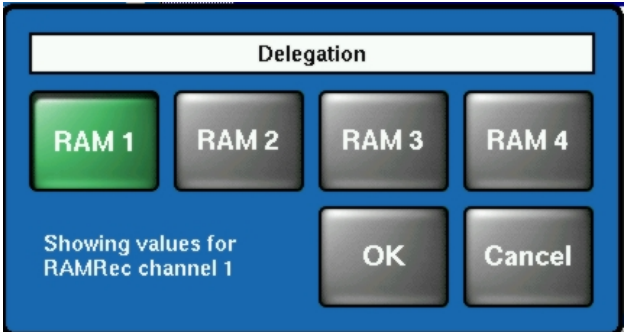 Delegation
RAM 1
RAM 2
RAM 3
RAM 4
Showing values for
RAMRec channel 1
OK
Cancel